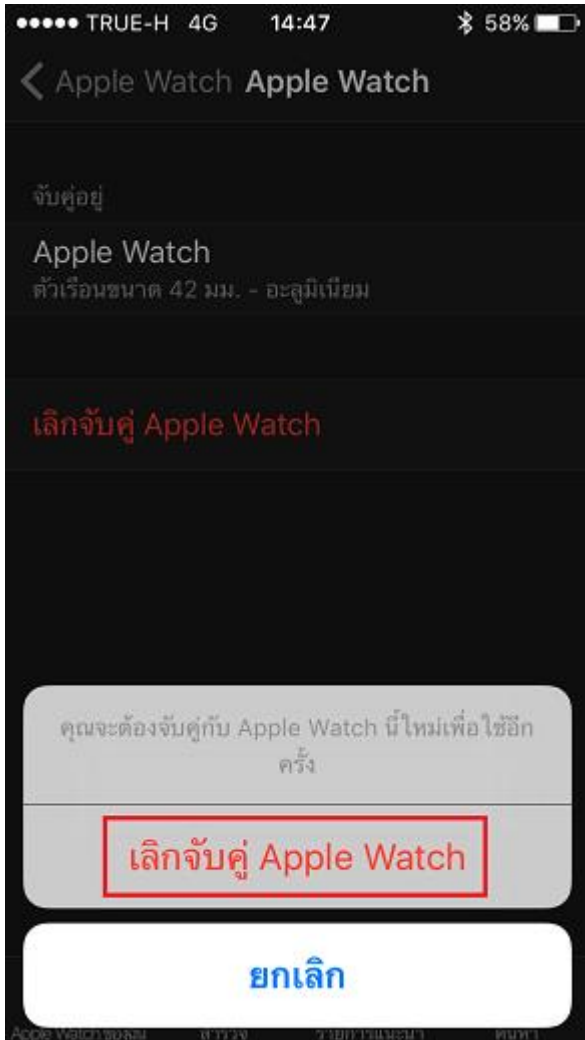 TRUE-H 4G 14:47 58%
Apple Watch Apple Watch
จับคู่อยู่
Apple Watch
ตัวเรือนขนาด 42 มม. - อะลูมิเนียม
เลิกจับคู่ Apple Watch
คุณจะต้องจับคู่กับ Apple Watch นี้ใหม่เพื่อใช้อีก
ครั้ง
เลิกจับคู่ Apple Watch
ยกเลิก